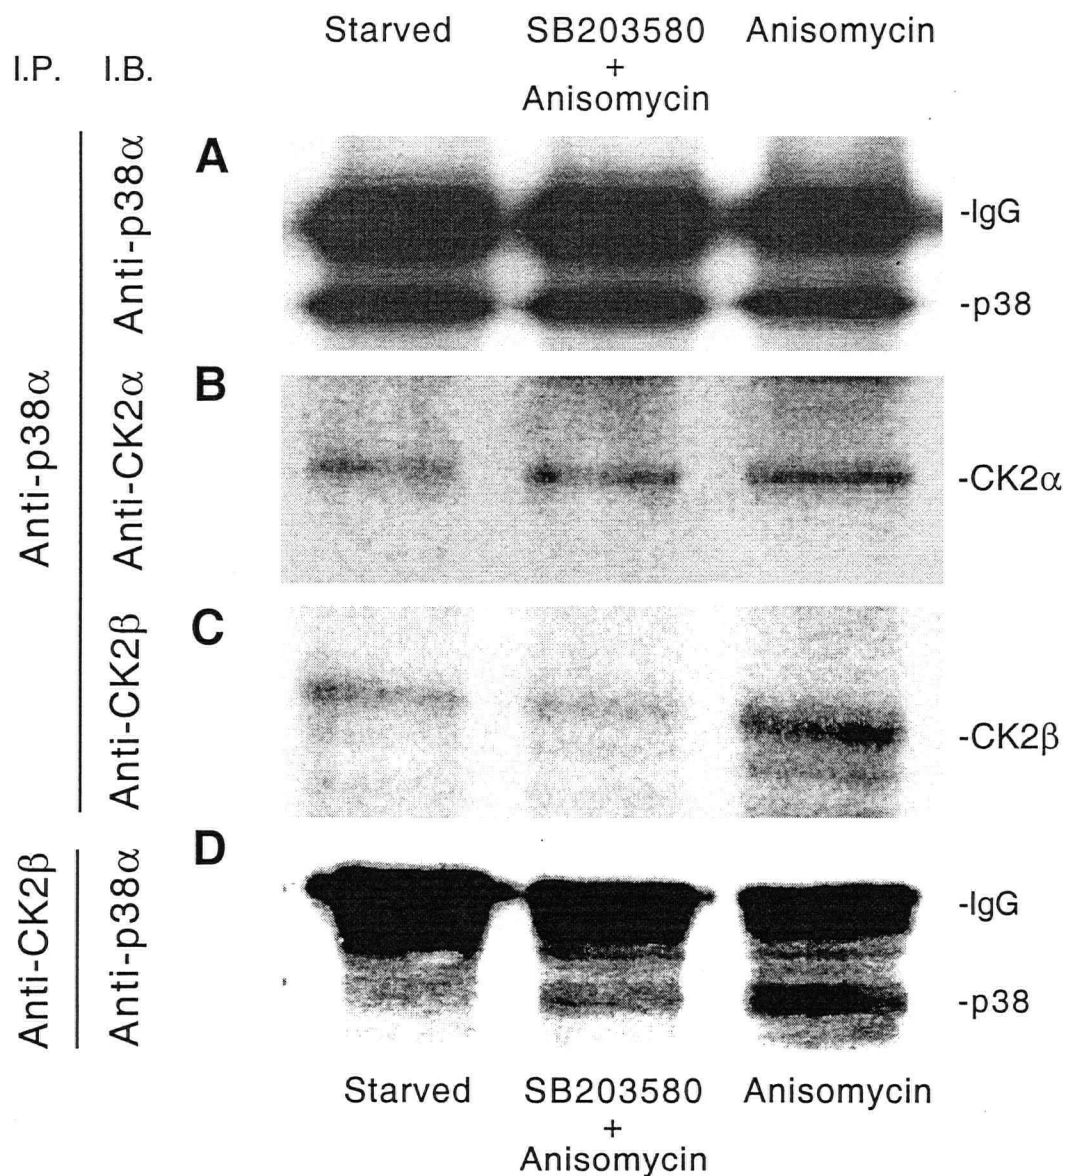 Starved
SB203580
+
Anisomycin
Anisomycin
I.P.
I.B.
A
Anti-p38α
-IgG
-p38
B
Anti-CK2α
-CK2α
Anti-p38α
C
Anti-CK2β
-CK2β
D
Anti-CK2β
Anti-p38α
-IgG
-p38
Starved
SB203580
+
Anisomycin
Anisomycin